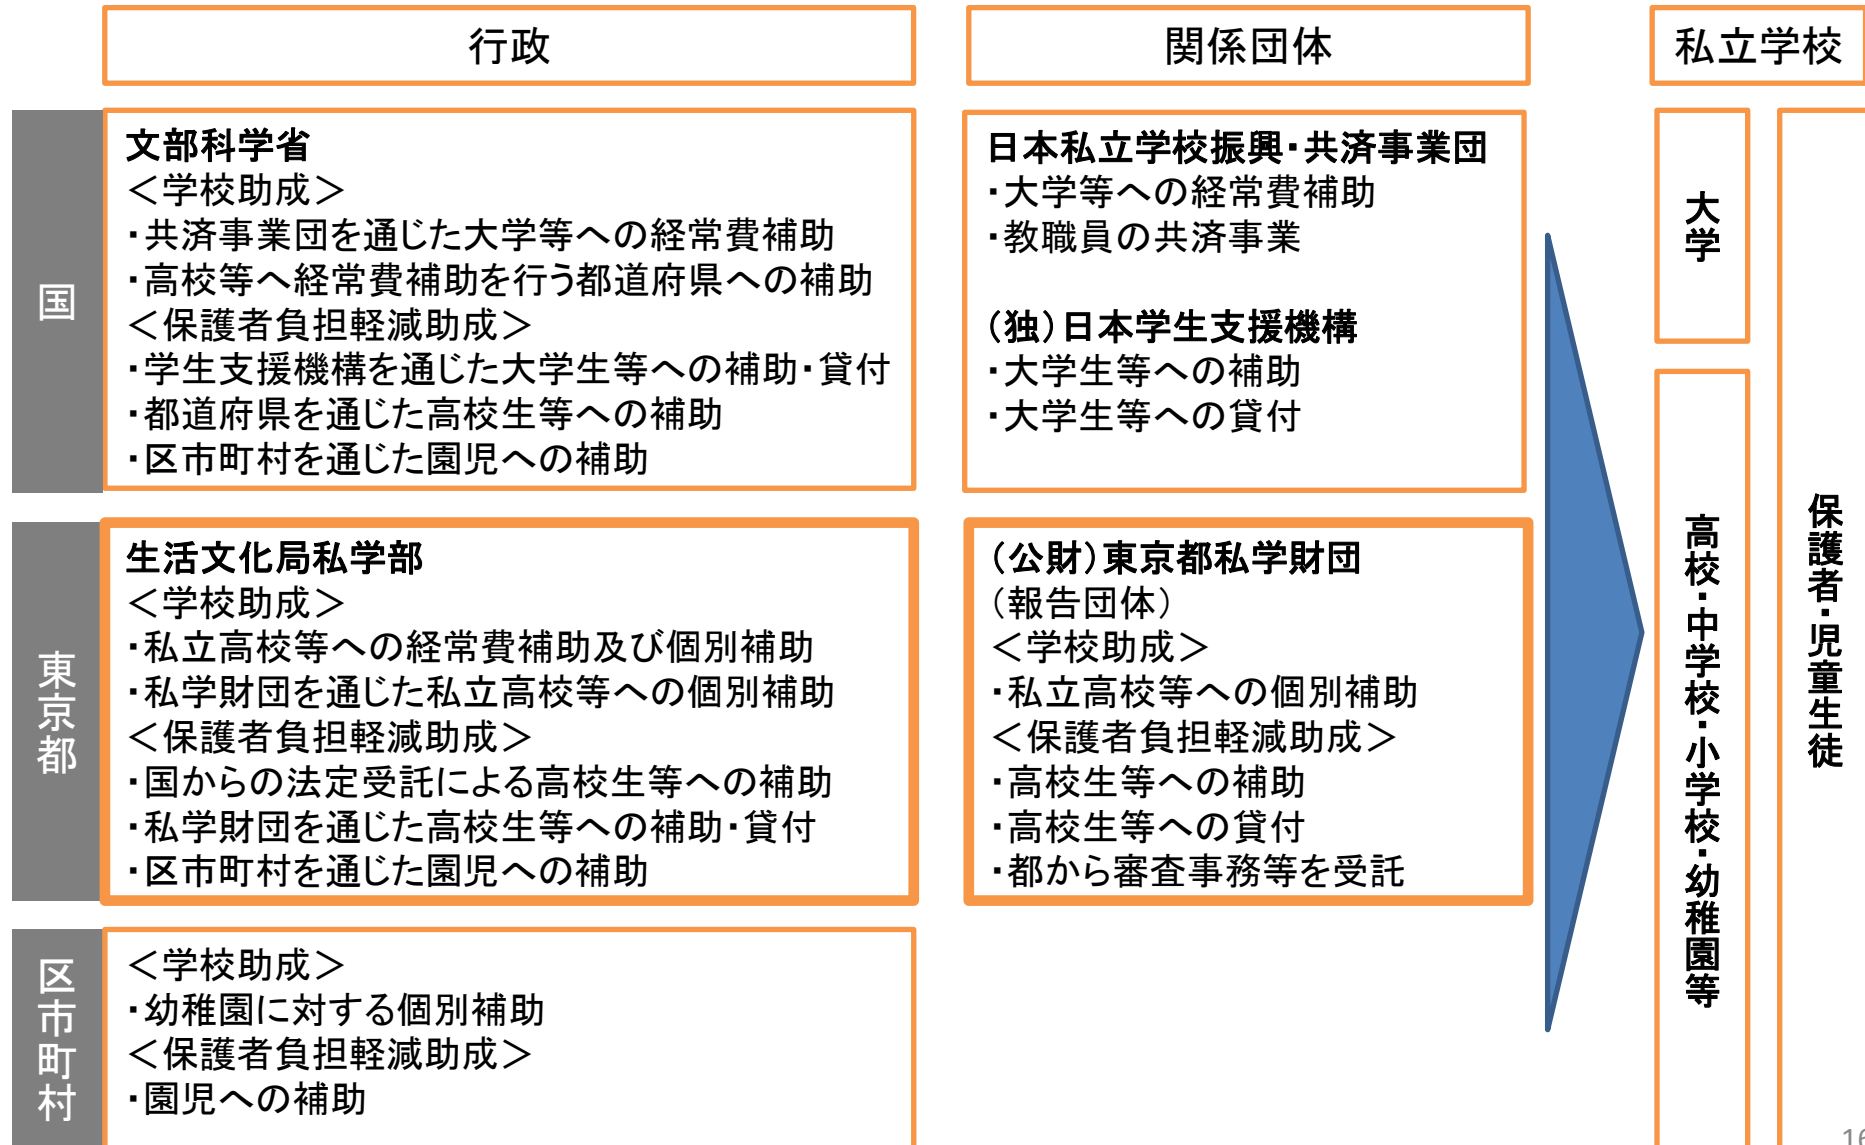 行政
関係団体
私立学校
国
文部科学省
＜学校助成＞
・共済事業団を通じた大学等への経常費補助
・高校等へ経常費補助を行う都道府県への補助
＜保護者負担軽減助成＞
・学生支援機構を通じた大学生等への補助・貸付
・都道府県を通じた高校生等への補助
・区市町村を通じた園児への補助
日本私立学校振興・共済事業団
・大学等への経常費補助
・教職員の共済事業
（独）日本学生支援機構
・大学生等への補助
・大学生等への貸付
東京都
生活文化局私学部
＜学校助成＞
・私立高校等への経常費補助及び個別補助
・私学財団を通じた私立高校等への個別補助
＜保護者負担軽減助成＞
・国からの法定受託による高校生等への補助
・私学財団を通じた高校生等への補助・貸付
・区市町村を通じた園児への補助
（公財）東京都私学財団
（報告団体）
＜学校助成＞
・私立高校等への個別補助
＜保護者負担軽減助成＞
・高校生等への補助
・高校生等への貸付
・都から審査事務等を受託
区市町村
＜学校助成＞
・幼稚園に対する個別補助
＜保護者負担軽減助成＞
・園児への補助
大学
高校・中学校・小学校・幼稚園等
保護者・児童生徒
16